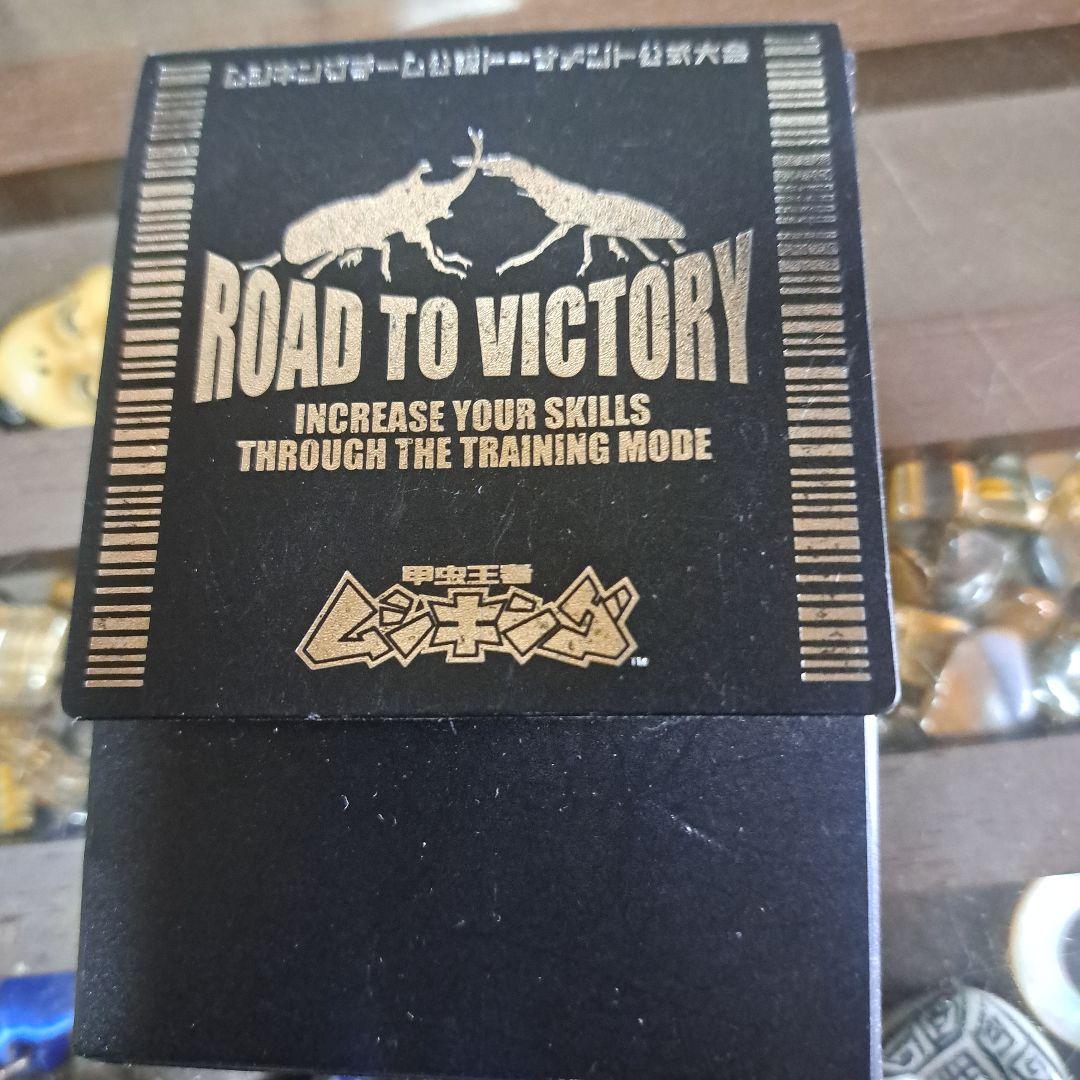 ムシキングチーム公認トーナメント公式大会
ROAD TO VICTORY
INCREASE YOUR SKILLS
THROUGH THE TRAINING MODE
甲虫王者
ムシキング
TM